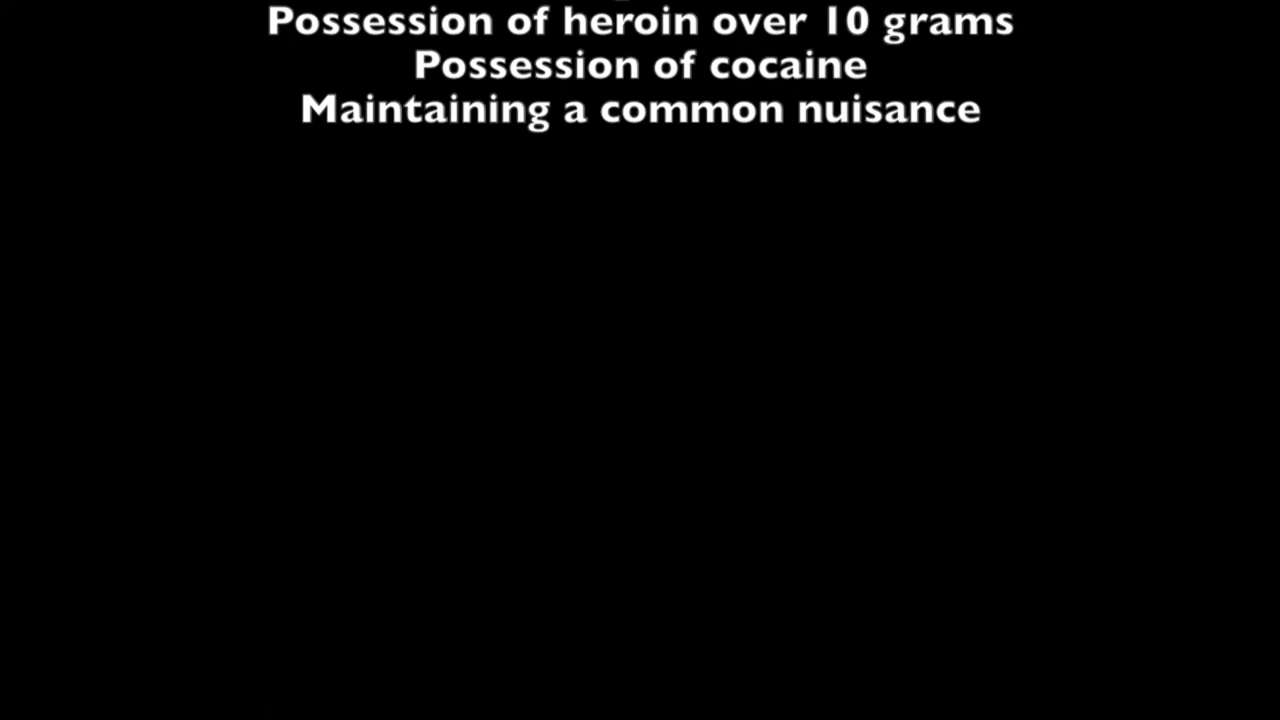 Possession of heroin over 10 grams
Possession of cocaine
Maintaining a common nuisance